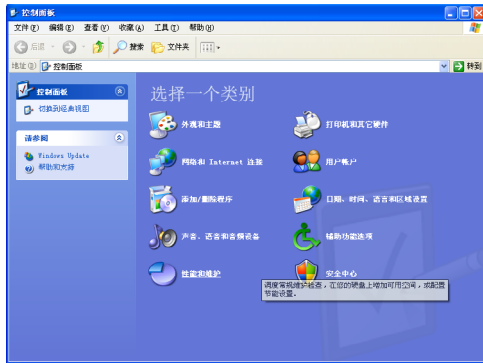 控制面板
文件(F) 编辑(E) 查看(V) 收藏(A) 工具(T) 帮助(H)
后退 搜索 文件夹
地址(D) 控制面板 转到
控制面板
切换到经典视图
请参阅
Windows Update
帮助和支持
选择一个类别
外观和主题 打印机和其它硬件
网络和 Internet 连接 用户帐户
添加/删除程序 日期、时间、语言和区域设置
声音、语音和音频设备 辅助功能选项
性能和维护 安全中心
调度常规维护检查，在您的硬盘上增加可用空间，或配置
节能设置。